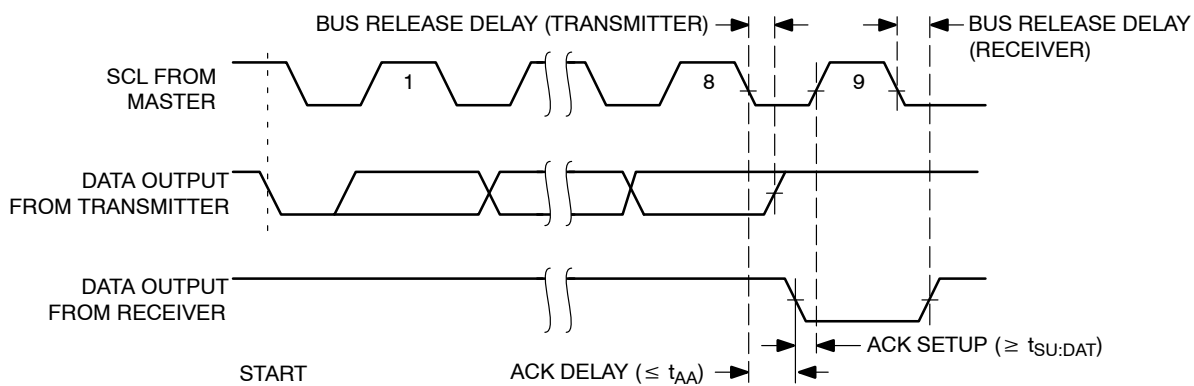 BUS RELEASE DELAY (TRANSMITTER)
BUS RELEASE DELAY
(RECEIVER)
SCL FROM
MASTER
1
8
9
DATA OUTPUT
FROM TRANSMITTER
DATA OUTPUT
FROM RECEIVER
ACK SETUP (≥ tSU:DAT)
START
ACK DELAY (≤ tAA)